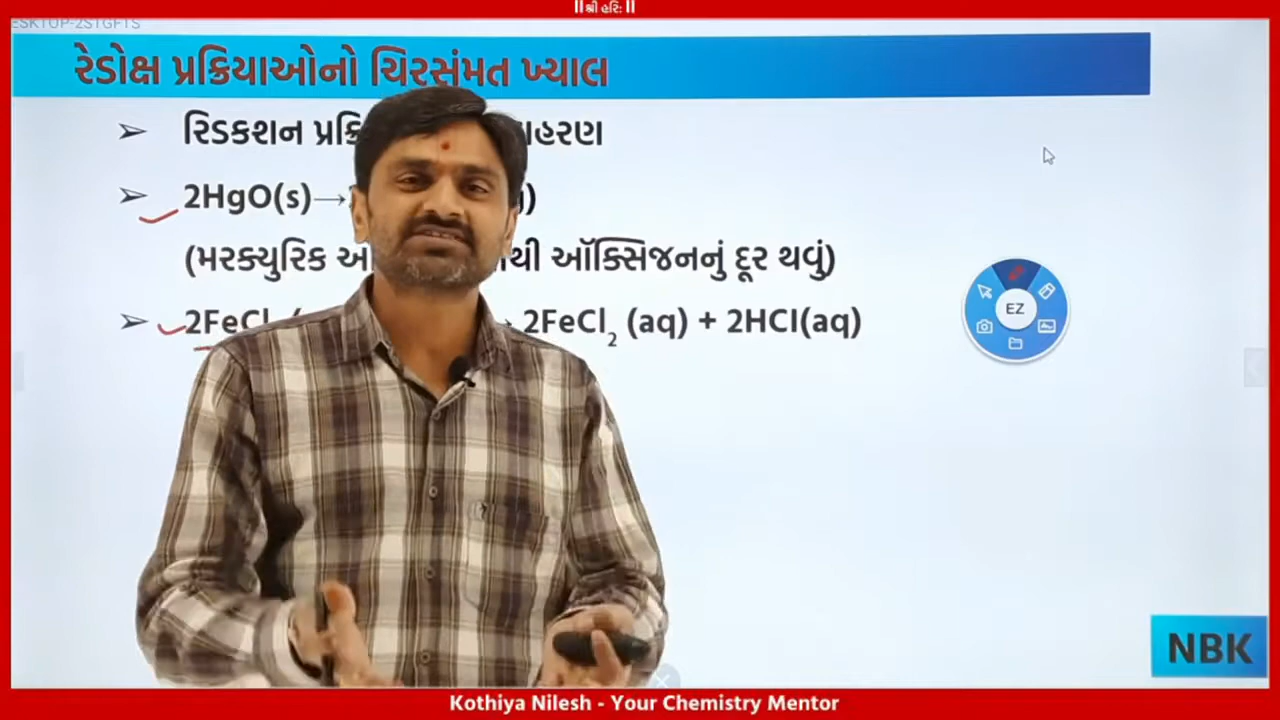 ॥ શ્રી હરિ: ॥
DESKTOP-2STGFTS
રેડોક્ષ પ્રક્રિયાઓનો ચિરસંમત ખ્યાલ
➢ રિડકશન પ્રક્રિ હરણ
➢ 2HgO(s)→
(મરક્યુરિક ઓ થી ઑક્સિજનનું દૂર થવું)
➢ 2FeCl → 2FeCl₂ (aq) + 2HCl(aq)
EZ
NBK
Kothiya Nilesh - Your Chemistry Mentor